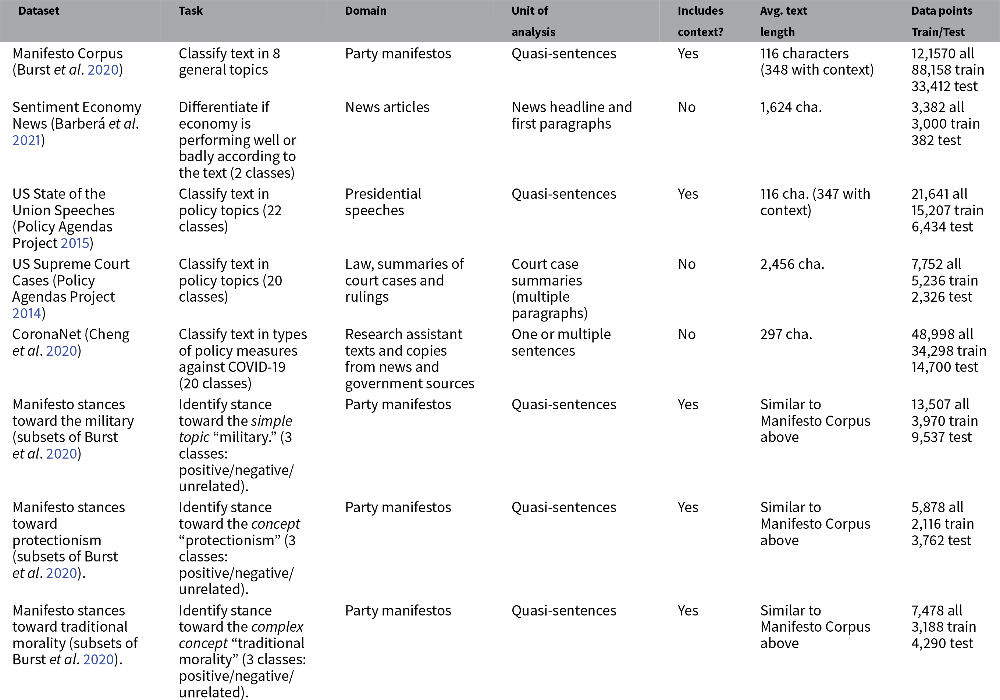 Dataset Task Domain Unit of Includes Avg. text Data points
analysis context? length Train/Test
Manifesto Corpus Classify text in 8 Party manifestos Quasi-sentences Yes 116 characters 12,1570 all
(Burst et al. 2020) general topics (348 with context) 88,158 train
33,412 test
Sentiment Economy Differentiate if News articles News headline and No 1,624 cha. 3,382 all
News (Barberá et al. economy is first paragraphs 3,000 train
2021) performing well or 382 test
badly according to
the text (2 classes)
US State of the Classify text in Presidential Quasi-sentences Yes 116 cha. (347 with 21,641 all
Union Speeches policy topics (22 speeches context) 15,207 train
(Policy Agendas classes) 6,434 test
Project 2015)
US Supreme Court Classify text in Law, summaries of Court case No 2,456 cha. 7,752 all
Cases (Policy policy topics (20 court cases and summaries 5,236 train
Agendas Project classes) rulings (multiple 2,326 test
2014) paragraphs)
CoronaNet (Cheng Classify text in types Research assistant One or multiple No 297 cha. 48,998 all
et al. 2020) of policy measures texts and copies sentences 34,298 train
against COVID-19 from news and 14,700 test
(20 classes) government sources
Manifesto stances Identify stance Party manifestos Quasi-sentences Yes Similar to 13,507 all
toward the military toward the simple Manifesto Corpus 3,970 train
(subsets of Burst topic “military.” (3 above 9,537 test
et al. 2020) classes:
positive/negative/
unrelated).
Manifesto stances Identify stance Party manifestos Quasi-sentences Yes Similar to 5,878 all
toward toward the concept Manifesto Corpus 2,116 train
protectionism “protectionism” (3 above 3,762 test
(subsets of Burst classes:
et al. 2020). positive/negative/
unrelated).
Manifesto stances Identify stance Party manifestos Quasi-sentences Yes Similar to 7,478 all
toward traditional toward the complex Manifesto Corpus 3,188 train
morality (subsets of concept “traditional above 4,290 test
Burst et al. 2020). morality” (3 classes:
positive/negative/
unrelated).